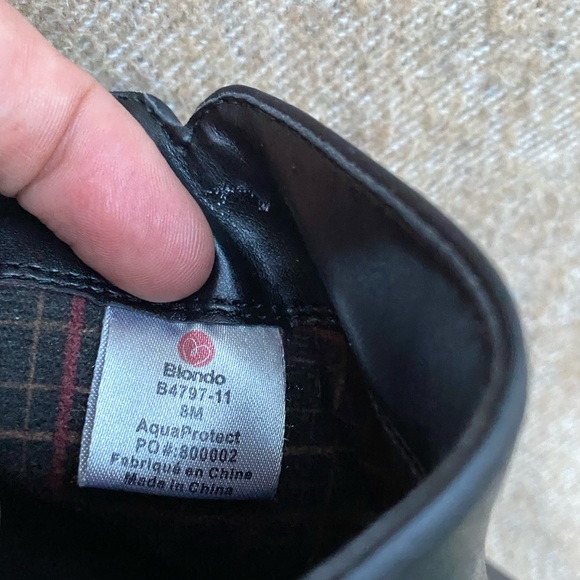 Blondo
B4797-11
8M
AquaProtect
PO#:800002
Fabriqué en Chine
Made in China